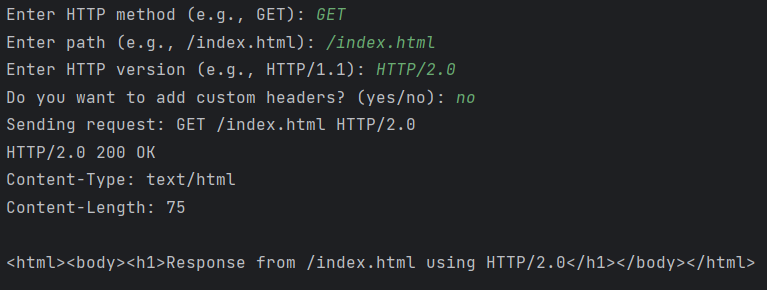 Enter HTTP method (e.g., GET): GET
Enter path (e.g., /index.html): /index.html
Enter HTTP version (e.g., HTTP/1.1): HTTP/2.0
Do you want to add custom headers? (yes/no): no
Sending request: GET /index.html HTTP/2.0
HTTP/2.0 200 OK
Content-Type: text/html
Content-Length: 75

<html><body><h1>Response from /index.html using HTTP/2.0</h1></body></html>